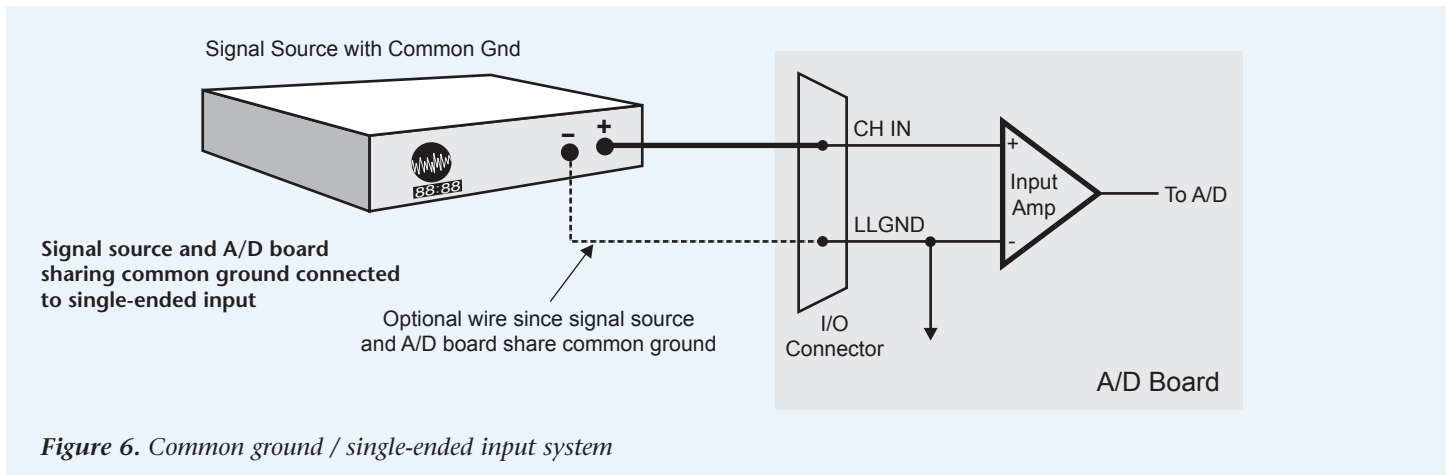 Signal Source with Common Gnd
- +
88:88
CH IN
+
Input
Amp
To A/D
LLGND
-
Signal source and A/D board
sharing common ground connected
to single-ended input
Optional wire since signal source
and A/D board share common ground
I/O
Connector
A/D Board
Figure 6. Common ground / single-ended input system